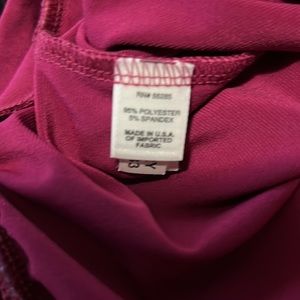 RN# 55285
95% POLYESTER
5% SPANDEX
MADE IN U.S.A.
OF IMPORTED
FABRIC